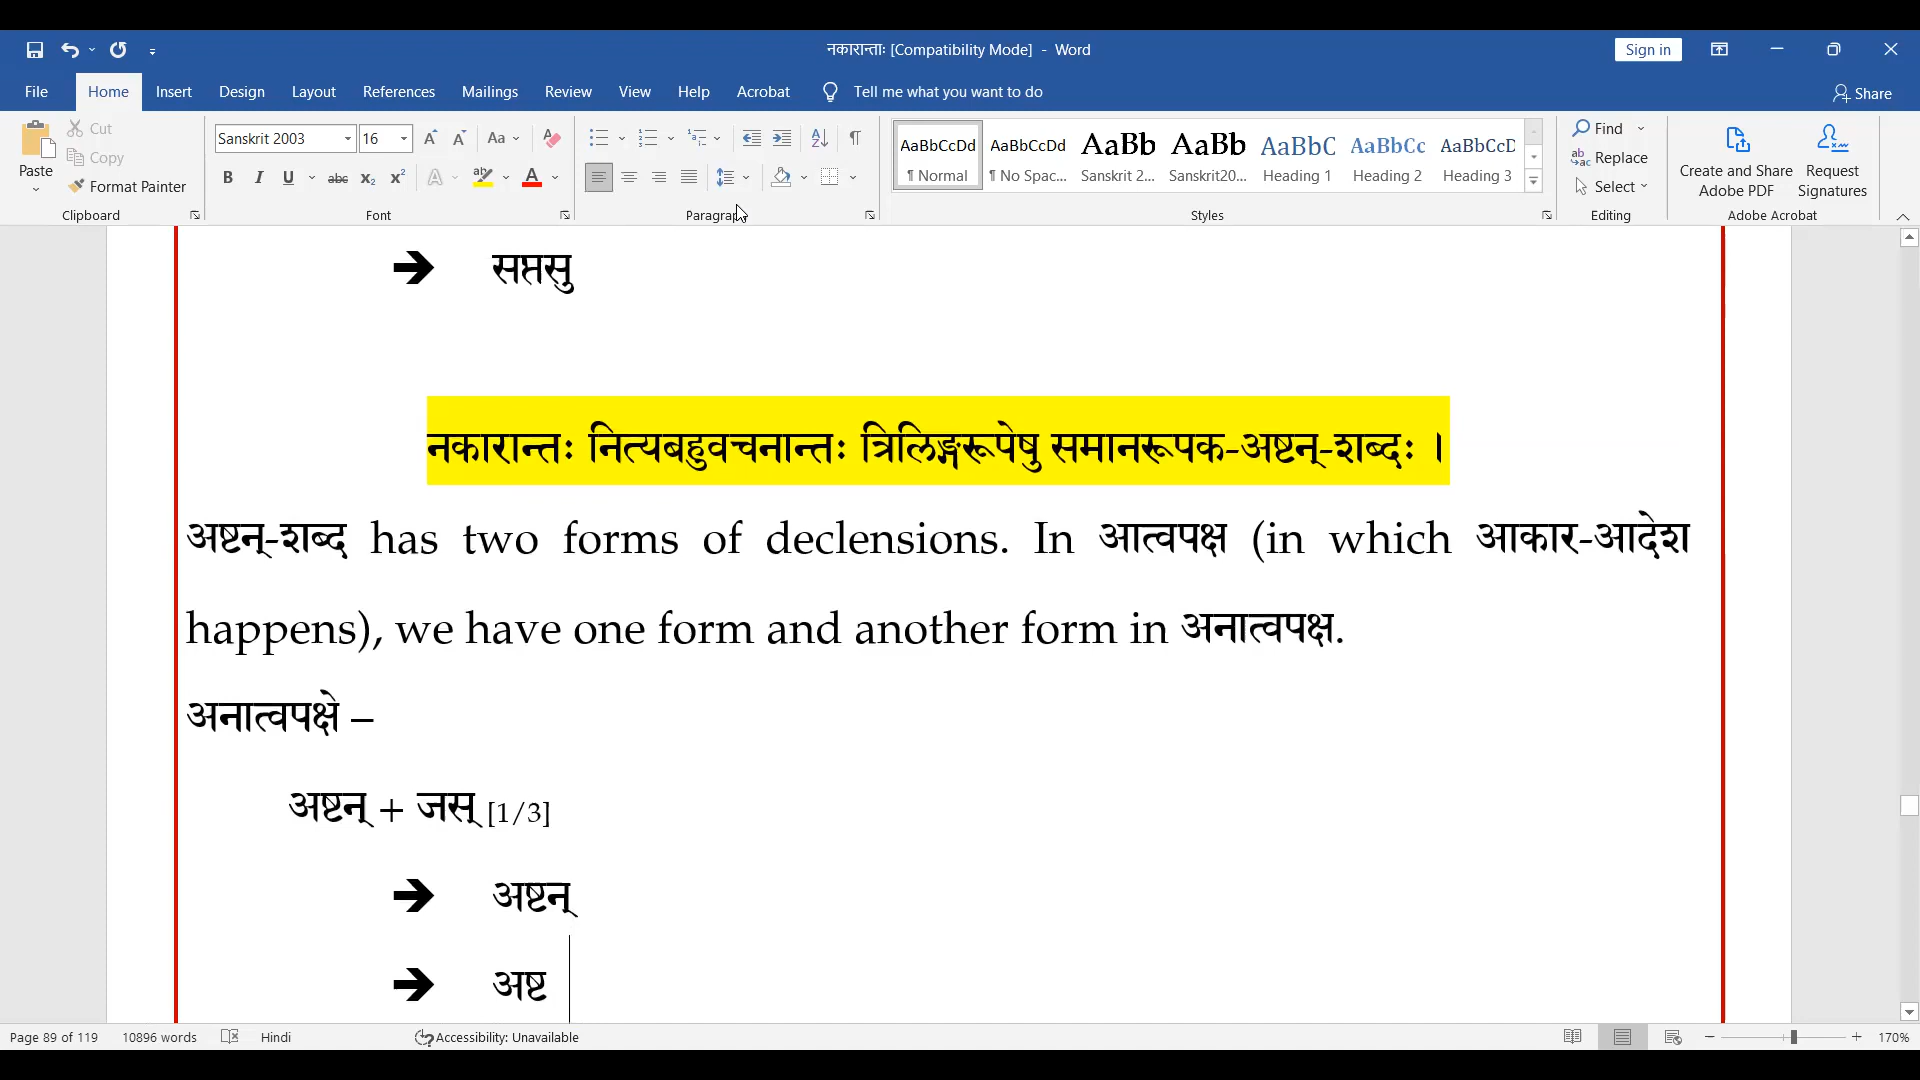 नकारान्ताः [Compatibility Mode] - Word
Sign in
File Home Insert Design Layout References Mailings Review View Help Acrobat Tell me what you want to do Share
Paste Cut Copy Format Painter
Sanskrit 2003 16
Clipboard Font Paragraph Styles Editing Adobe Acrobat
AaBbCcDd AaBbCcDd AaBb AaBb AaBbC AaBbCc AaBbCcD
¶ Normal ¶ No Spac... Sanskrit 2... Sanskrit20... Heading 1 Heading 2 Heading 3
Find
Replace
Select
Create and Share Adobe PDF
Request Signatures
➔ सप्तसु
नकारान्तः नित्यबहुवचनान्तः त्रिलिङ्गरूपेषु समानरूपक-अष्टन्-शब्दः ।
अष्टन्-शब्द has two forms of declensions. In आत्वपक्ष (in which आकार-आदेश
happens), we have one form and another form in अनात्वपक्ष.
अनात्वपक्षे –
अष्टन् + जस् [1/3]
➔ अष्टन्
➔ अष्ट
Page 89 of 119 10896 words Hindi Accessibility: Unavailable 170%